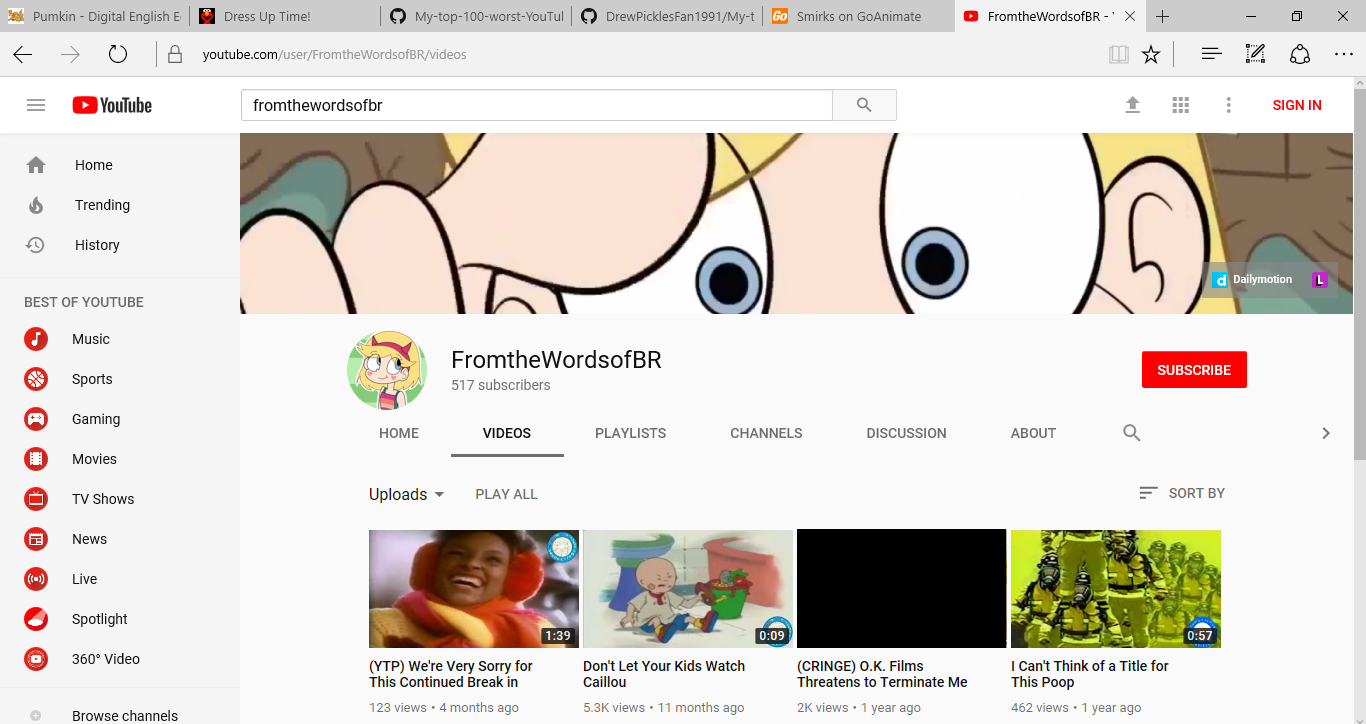 Pumkin - Digital English E
Dress Up Time!
My-top-100-worst-YouTul
DrewPicklesFan1991/My-t
Go
Smirks on GoAnimate
FromtheWordsofBR - Y
youtube.com/user/FromtheWordsofBR/videos
YouTube
fromthewordsofbr
SIGN IN
Home
Trending
History
d Dailymotion L
BEST OF YOUTUBE
Music
Sports
Gaming
Movies
TV Shows
News
Live
Spotlight
360° Video
Browse channels
FromtheWordsofBR
517 subscribers
SUBSCRIBE
HOME VIDEOS PLAYLISTS CHANNELS DISCUSSION ABOUT
Uploads PLAY ALL SORT BY
1:39
(YTP) We're Very Sorry for
This Continued Break in
123 views • 4 months ago
0:09
Don't Let Your Kids Watch
Caillou
5.3K views • 11 months ago
(CRINGE) O.K. Films
Threatens to Terminate Me
2K views • 1 year ago
0:57
I Can't Think of a Title for
This Poop
462 views • 1 year ago